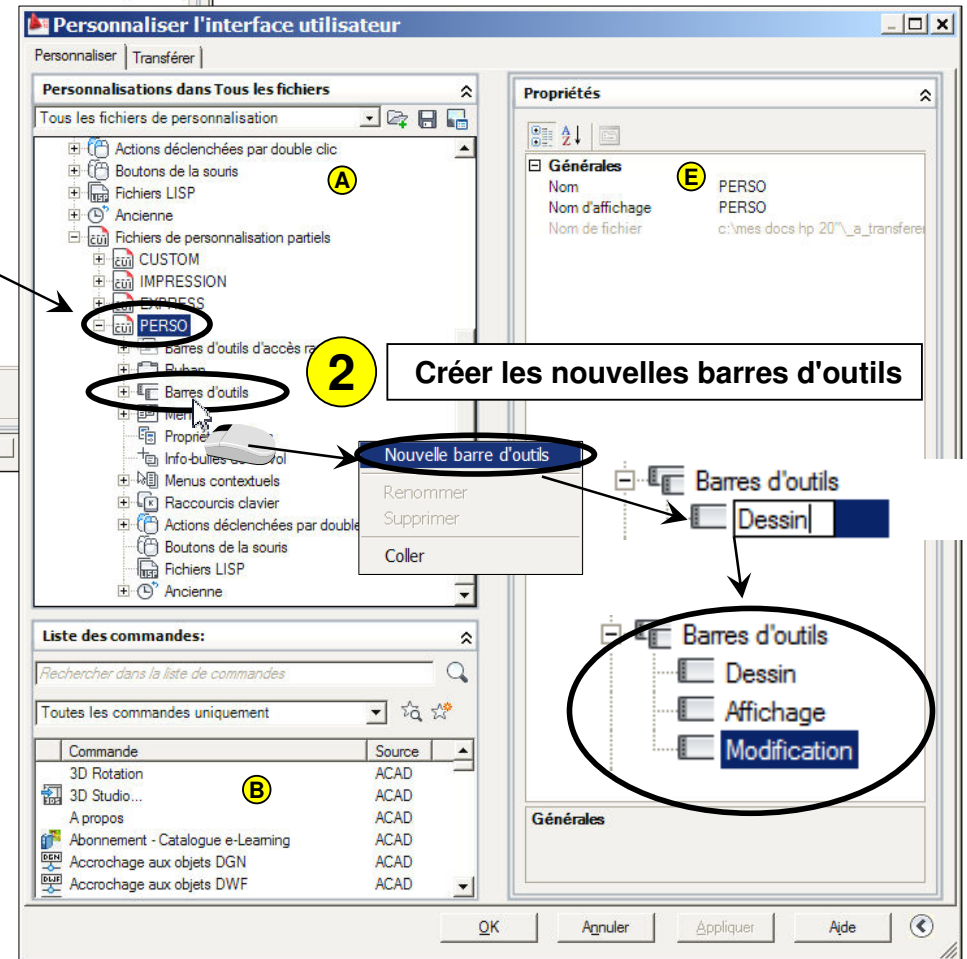 Personnaliser l'interface utilisateur
Personnaliser
Transférer
Personnalisations dans Tous les fichiers
Tous les fichiers de personnalisation
Actions déclenchées par double clic
Boutons de la souris
A
Fichiers LISP
Ancienne
Fichiers de personnalisation partiels
CUSTOM
IMPRESSION
EXPRESS
PERSO
Barres d'outils d'accès ra
Ruban
Barres d'outils
Menu
Propriét
Info-bulles
vol
Menus contextuels
Raccourcis clavier
Actions déclenchées par double
Boutons de la souris
Fichiers LISP
Ancienne
2
Créer les nouvelles barres d'outils
Nouvelle barre d'outils
Renommer
Supprimer
Coller
Propriétés
Générales
E
Nom PERSO
Nom d'affichage PERSO
Nom de fichier c:\mes docs hp 20"\_a_transferer
Barres d'outils
Dessin
Barres d'outils
Dessin
Affichage
Modification
Générales
Liste des commandes:
Rechercher dans la liste de commandes
Toutes les commandes uniquement
Commande Source
3D Rotation ACAD
3D Studio... ACAD
B
A propos ACAD
Abonnement - Catalogue e-Learning ACAD
Accrochage aux objets DGN ACAD
Accrochage aux objets DWF ACAD
OK
Annuler
Appliquer
Aide